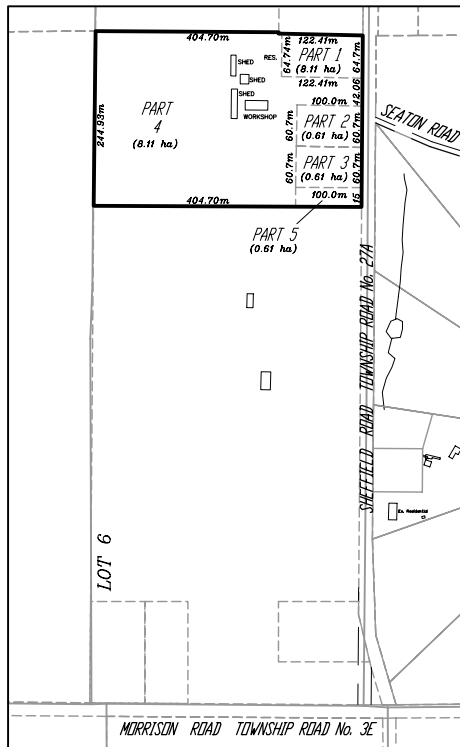 404.70m
122.41m
PART 1
(8.11 ha)
64.74m
64.7m
122.41m
RES.
SHED
SHED
SHED
WORKSHOP
42.06
PART
4
(8.11 ha)
244.93m
100.0m
PART 2
(0.61 ha)
60.7m
60.7m
PART 3
(0.61 ha)
60.7m
60.7m
100.0m
15
404.70m
PART 5
(0.61 ha)
SEATON ROAD
SHEFFIELD ROAD TOWNSHIP ROAD No. 27A
Ex. Residential
LOT 6
MORRISON ROAD TOWNSHIP ROAD No. 3E